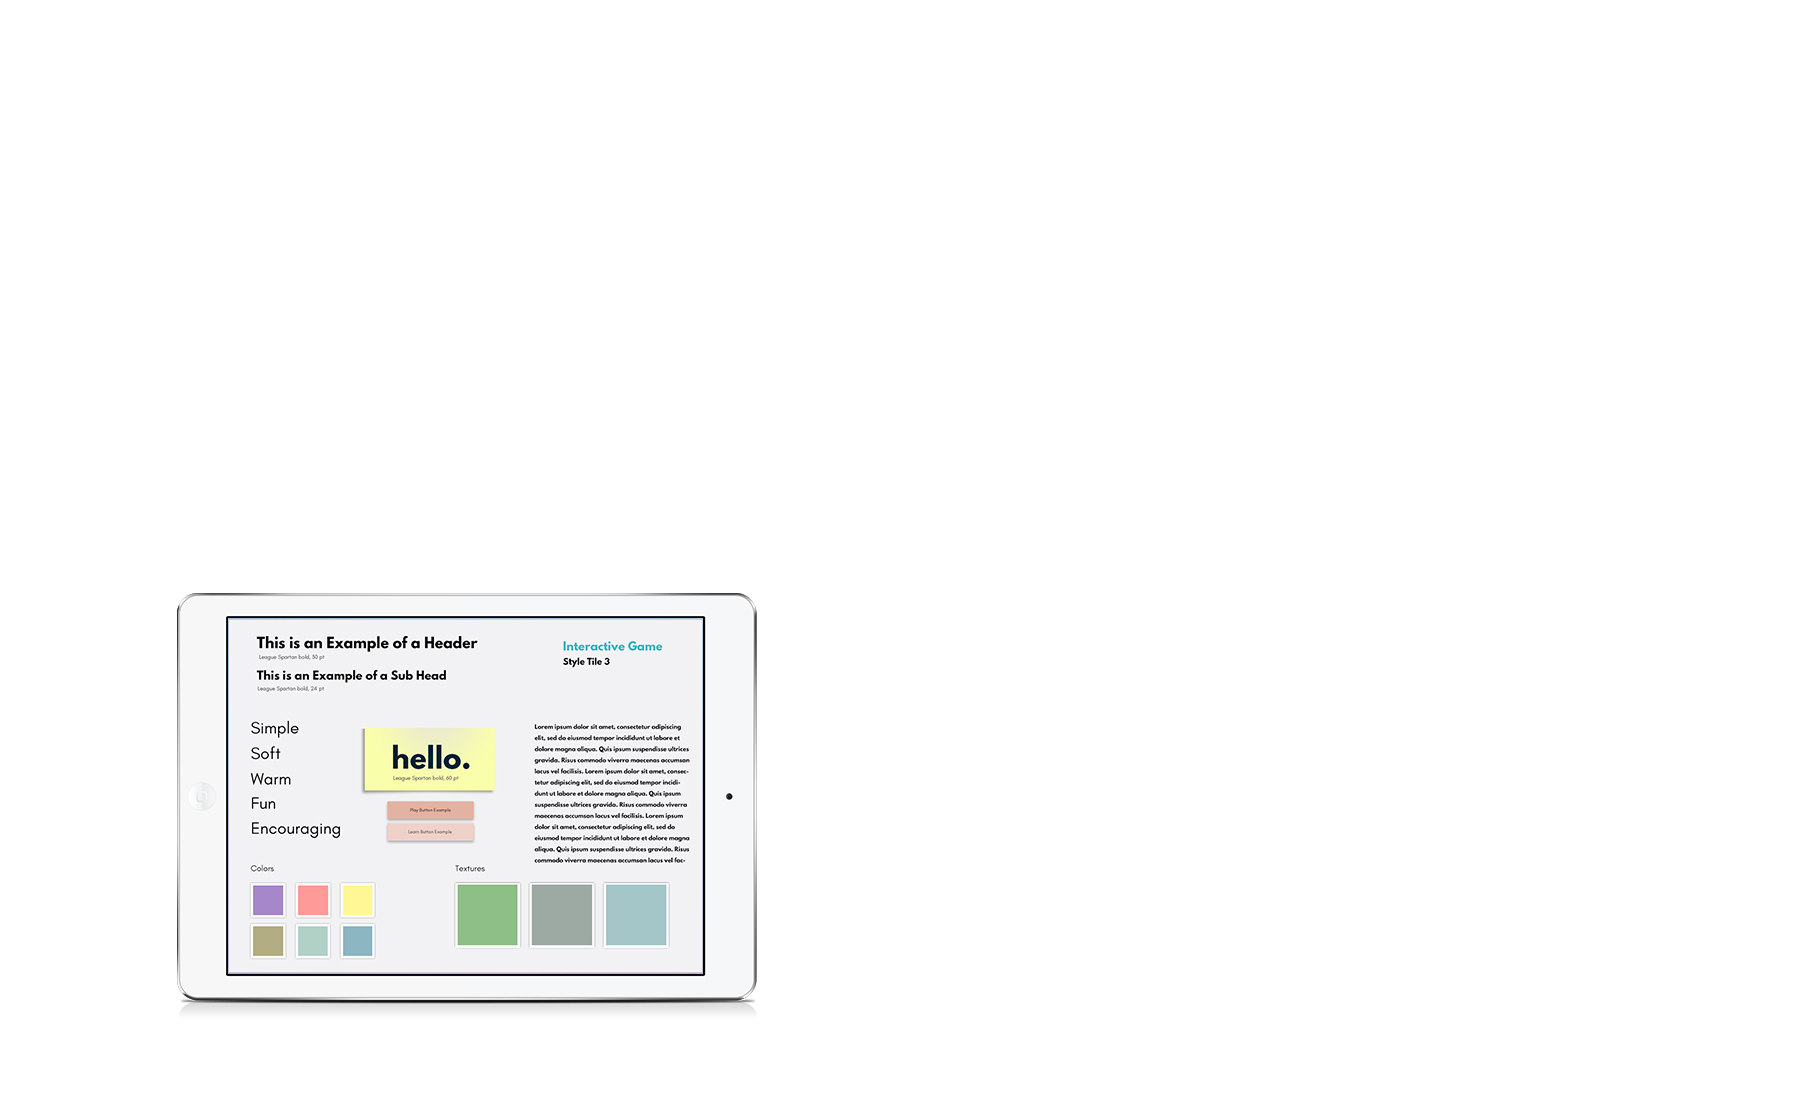 This is an Example of a Header
League Spartan bold, 30 pt
This is an Example of a Sub Head
League Spartan bold, 24 pt
Interactive Game
Style Tile 3
Simple
Soft
Warm
Fun
Encouraging
hello.
League Spartan bold, 60 pt
Play Button Example
Learn Button Example
Lorem ipsum dolor sit amet, consectetur adipiscing
elit, sed do eiusmod tempor incididunt ut labore et
dolore magna aliqua. Quis ipsum suspendisse ultrices
gravida. Risus commodo viverra maecenas accumsan
lacus vel facilisis. Lorem ipsum dolor sit amet, consec-
tetur adipiscing elit, sed do eiusmod tempor incidi-
dunt ut labore et dolore magna aliqua. Quis ipsum
suspendisse ultrices gravida. Risus commodo viverra
maecenas accumsan lacus vel facilisis. Lorem ipsum
dolor sit amet, consectetur adipiscing elit, sed do
eiusmod tempor incididunt ut labore et dolore magna
aliqua. Quis ipsum suspendisse ultrices gravida. Risus
commodo viverra maecenas accumsan lacus vel fac-
Colors
Textures